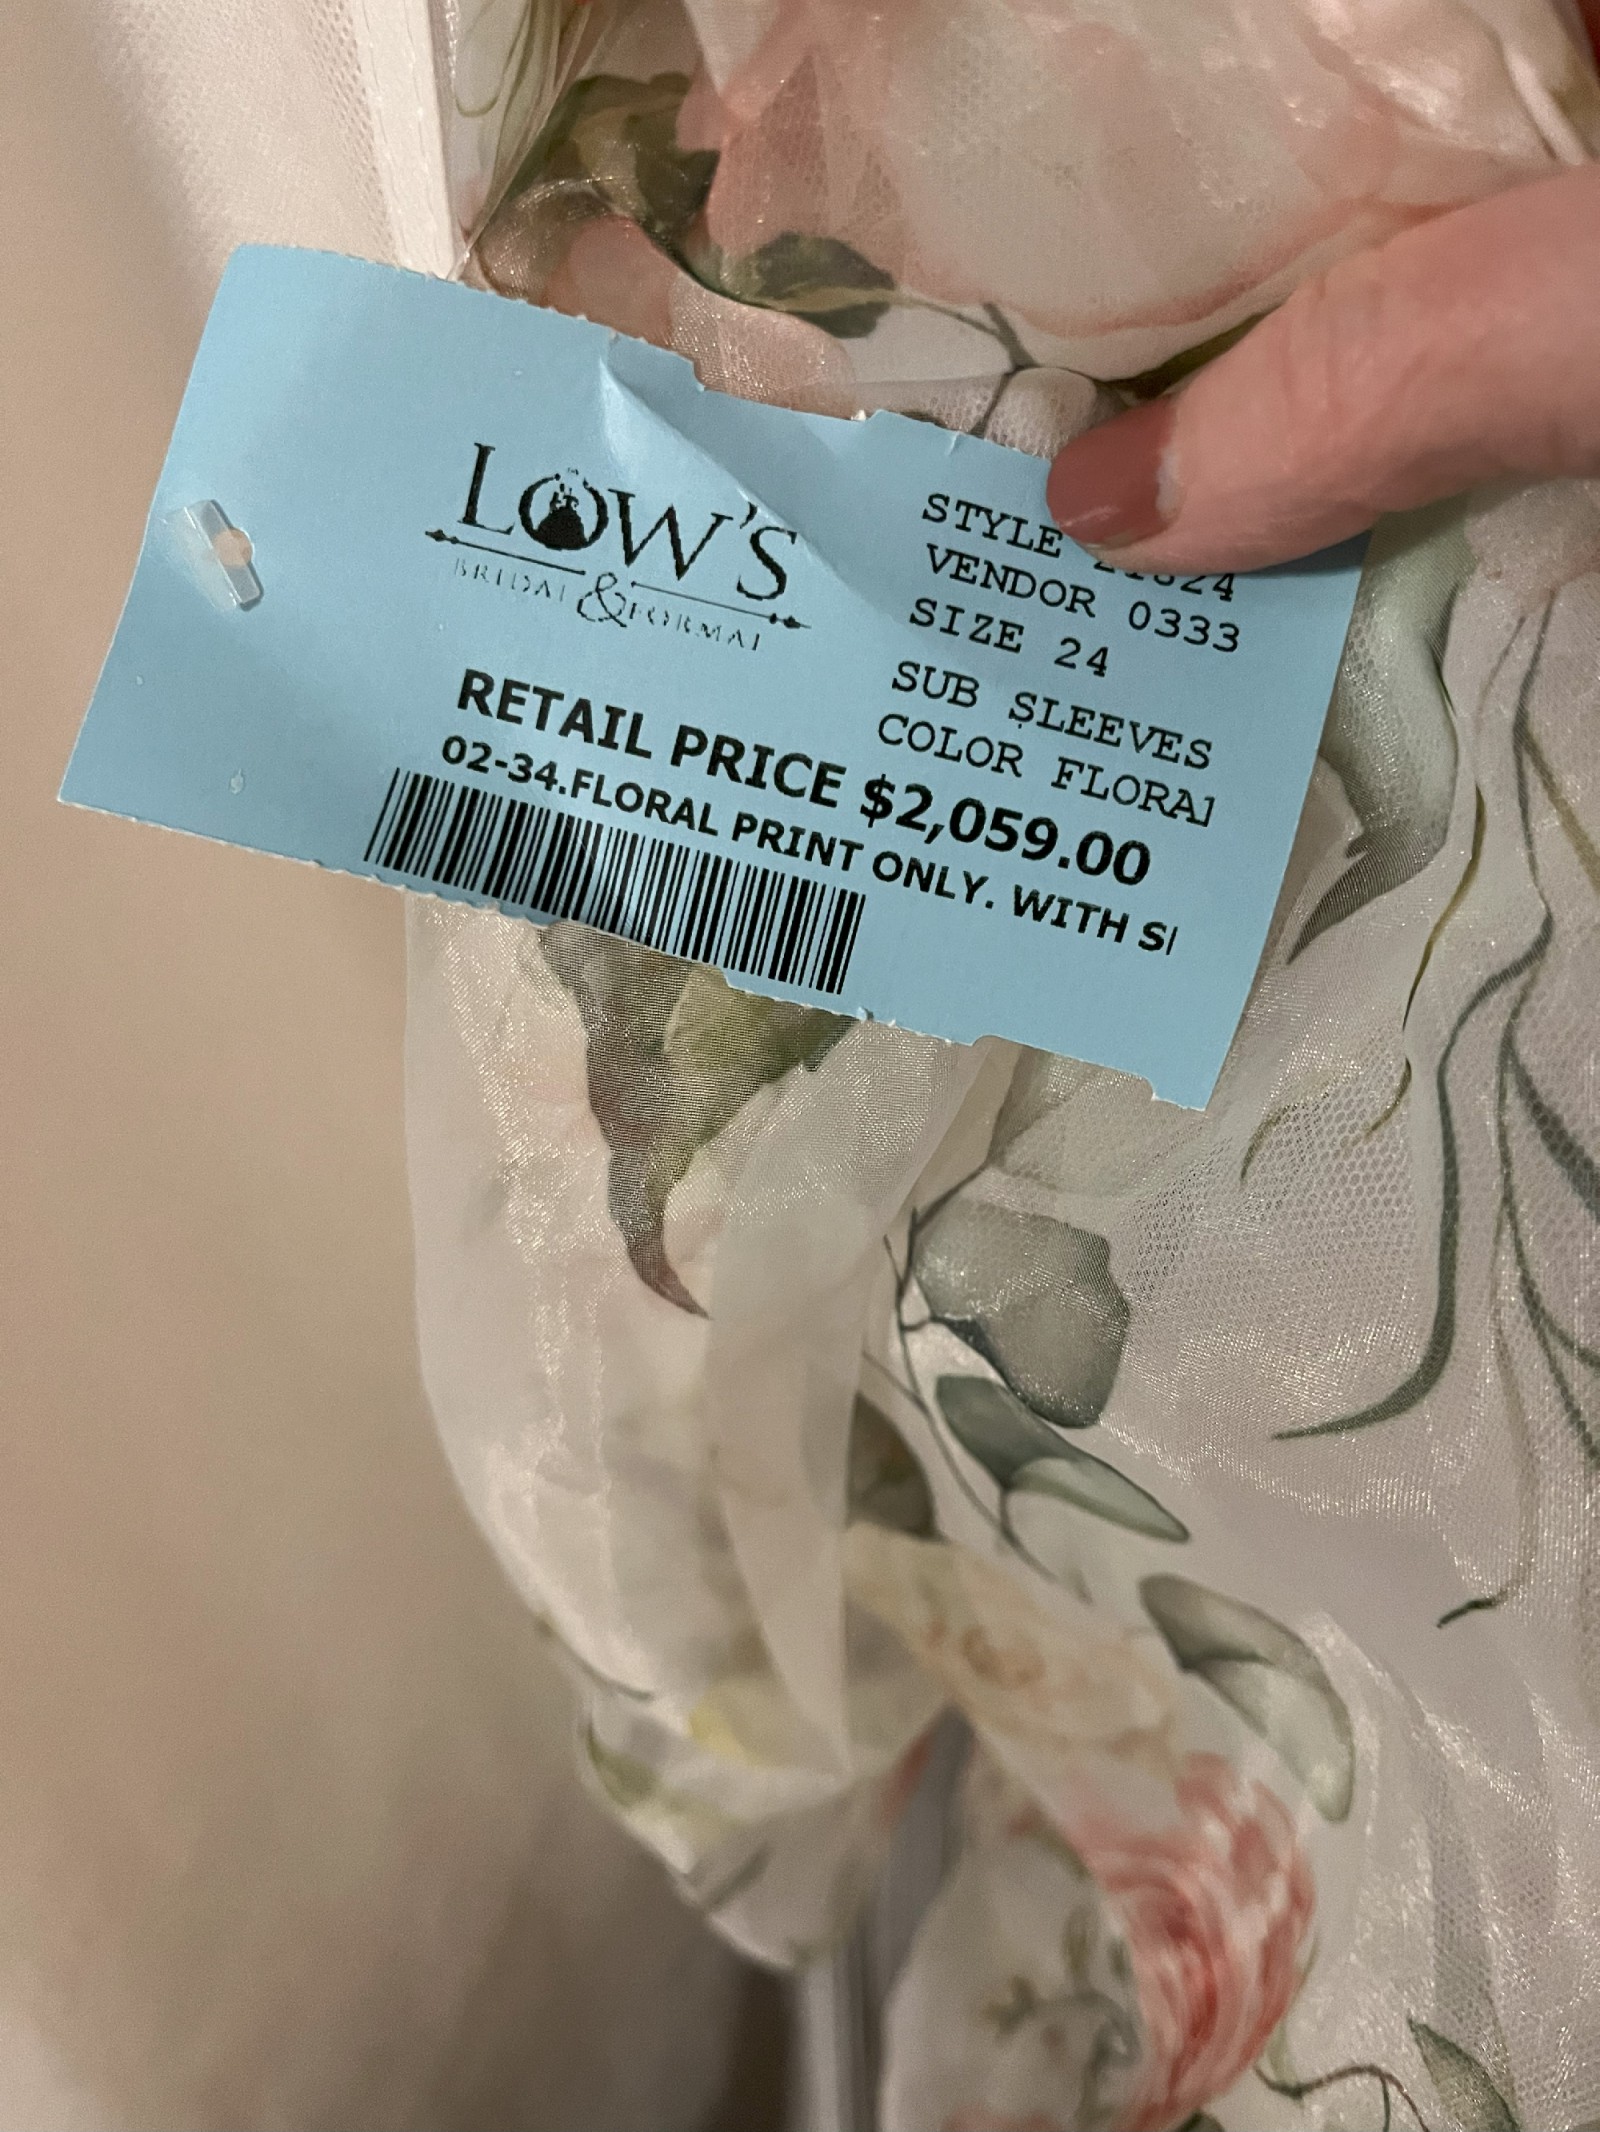 LOW'S
BRIDAL & FORMAL
STYLE
VENDOR 0333
SIZE 24
SUB SLEEVES
COLOR FLORAL
RETAIL PRICE $2,059.00
02-34.FLORAL PRINT ONLY. WITH